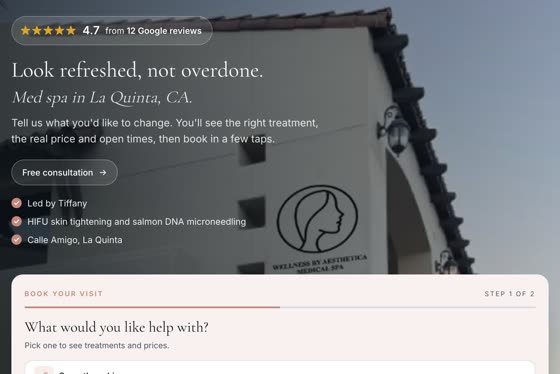 4.7 from 12 Google reviews
Look refreshed, not overdone.
Med spa in La Quinta, CA.
Tell us what you'd like to change. You'll see the right treatment,
the real price and open times, then book in a few taps.
Free consultation →
Led by Tiffany
HIFU skin tightening and salmon DNA microneedling
Calle Amigo, La Quinta
WELLNESS BY AESTHETICA
MEDICAL SPA
BOOK YOUR VISIT
STEP 1 OF 2
What would you like help with?
Pick one to see treatments and prices.